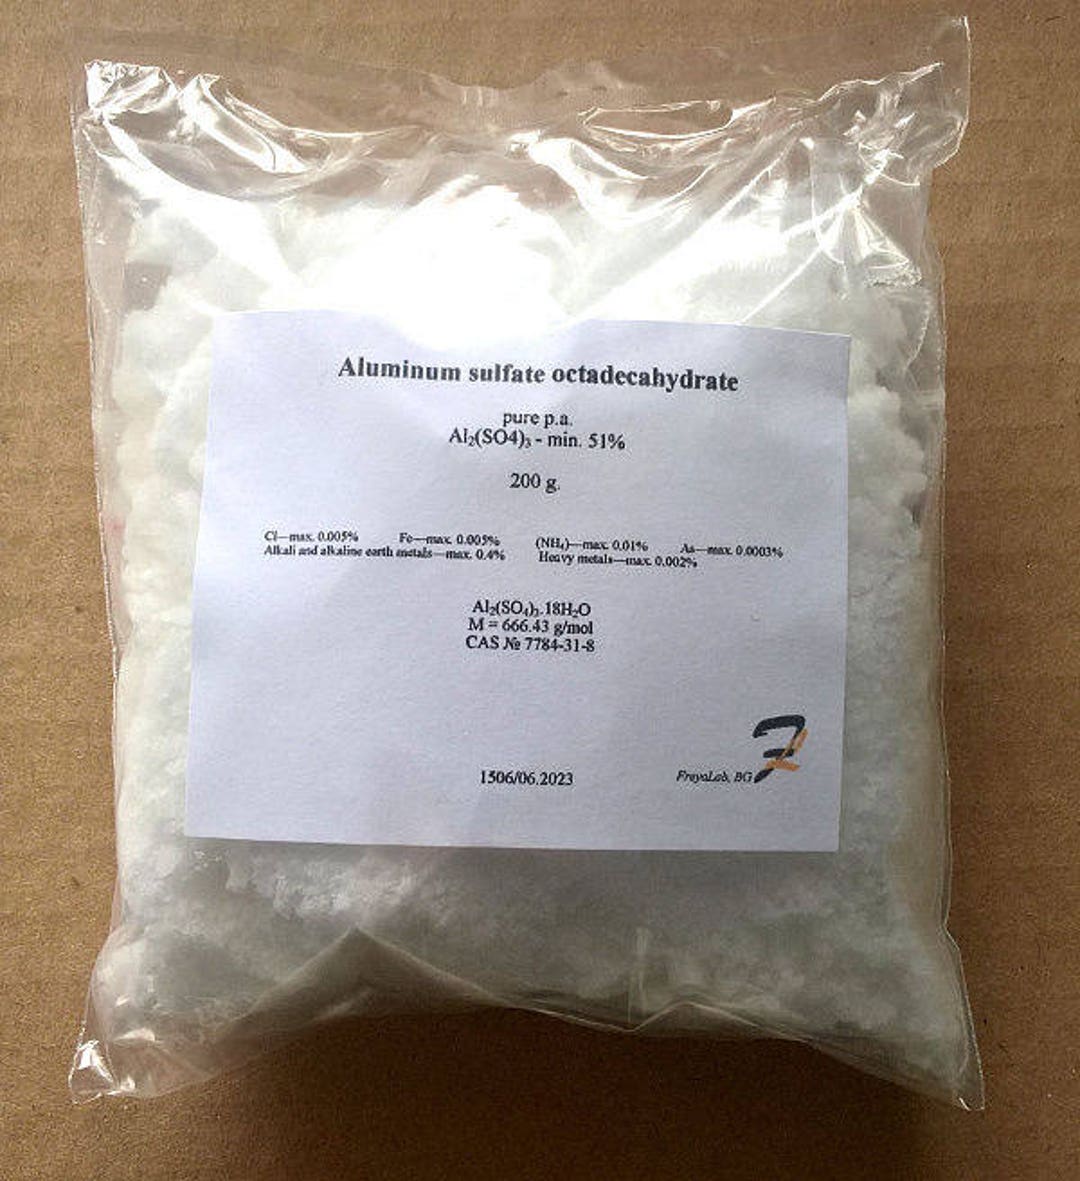 Aluminum sulfate octadecahydrate
pure p.a.
Al₂(SO4)₃ - min. 51%
200 g.
Cl—max. 0.005% Fe—max. 0.005% (NH₄)—max. 0.01% As—max. 0.0003%
Alkali and alkaline earth metals—max. 0.4% Heavy metals—max. 0.002%
Al₂(SO₄)₃.18H₂O
M = 666.43 g/mol
CAS № 7784-31-8
1506/06.2023
FreyaLab, BG